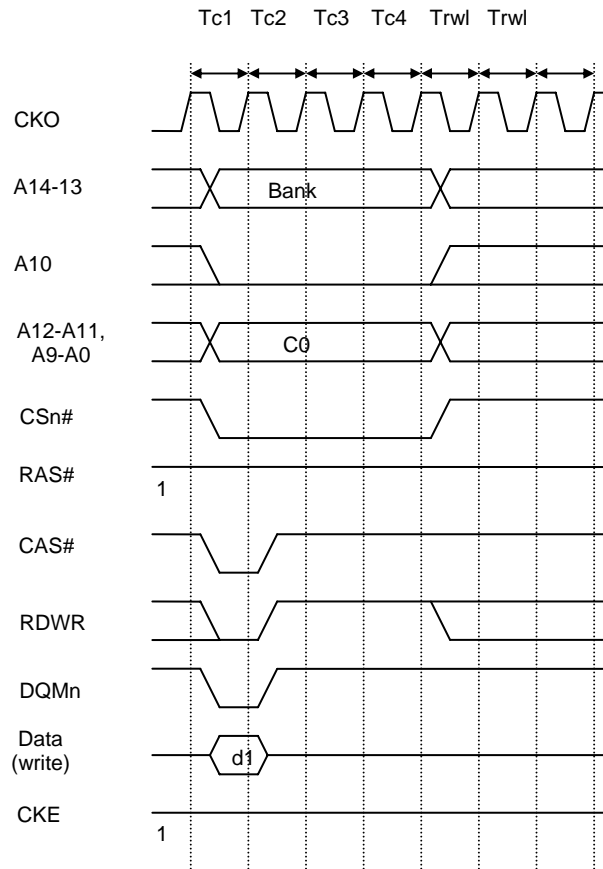 Tc1 Tc2 Tc3 Tc4 Trwl Trwl
CKO
A14-13
Bank
A10
A12-A11,
A9-A0
C0
CSn#
RAS#
1
CAS#
RDWR
DQMn
Data
(write)
d1
CKE
1